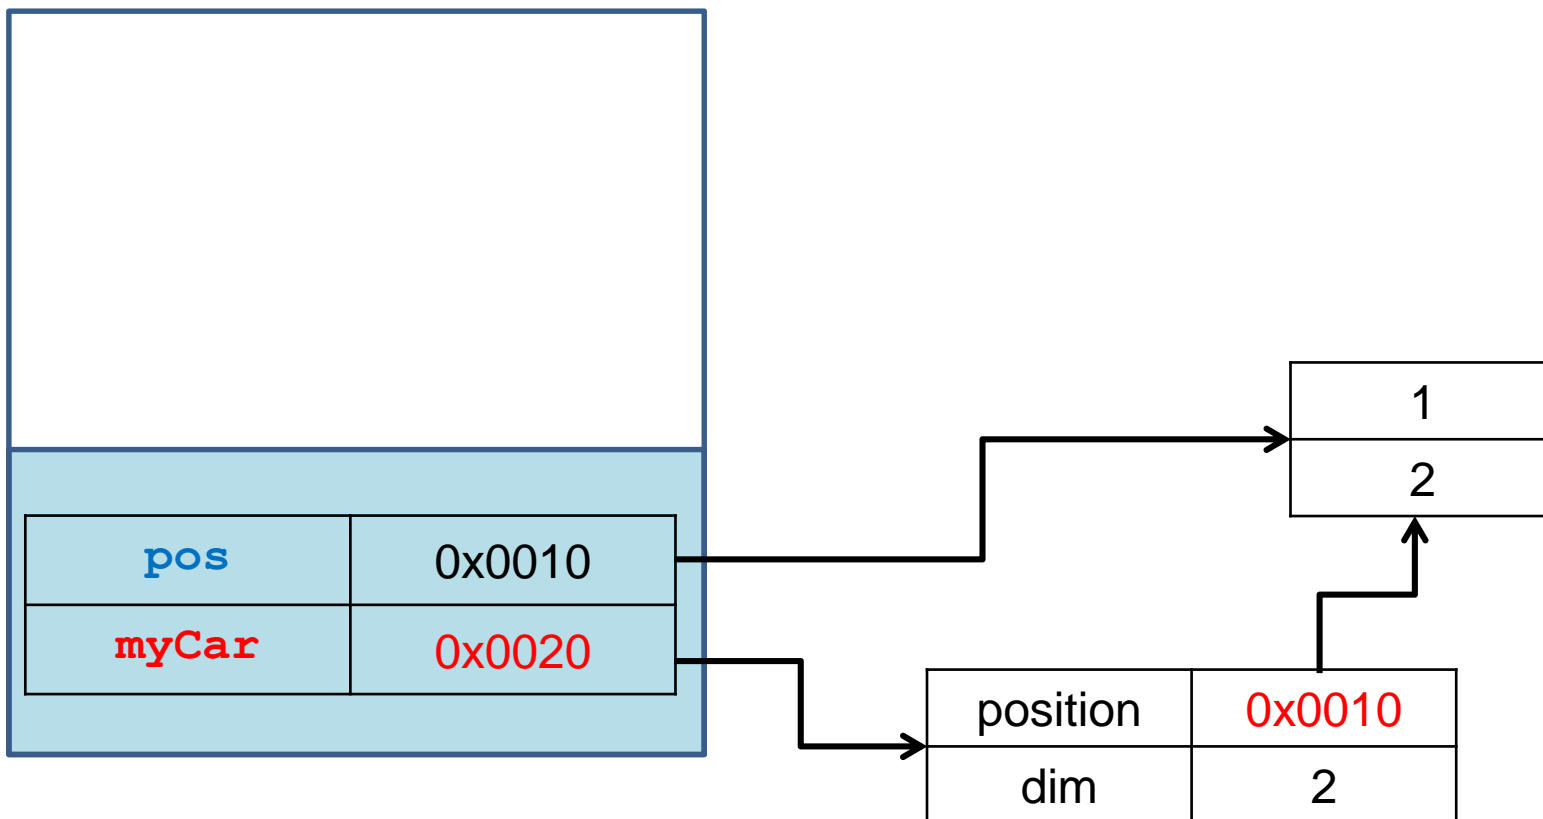 1
2
pos 0x0010
myCar 0x0020
position 0x0010
dim 2